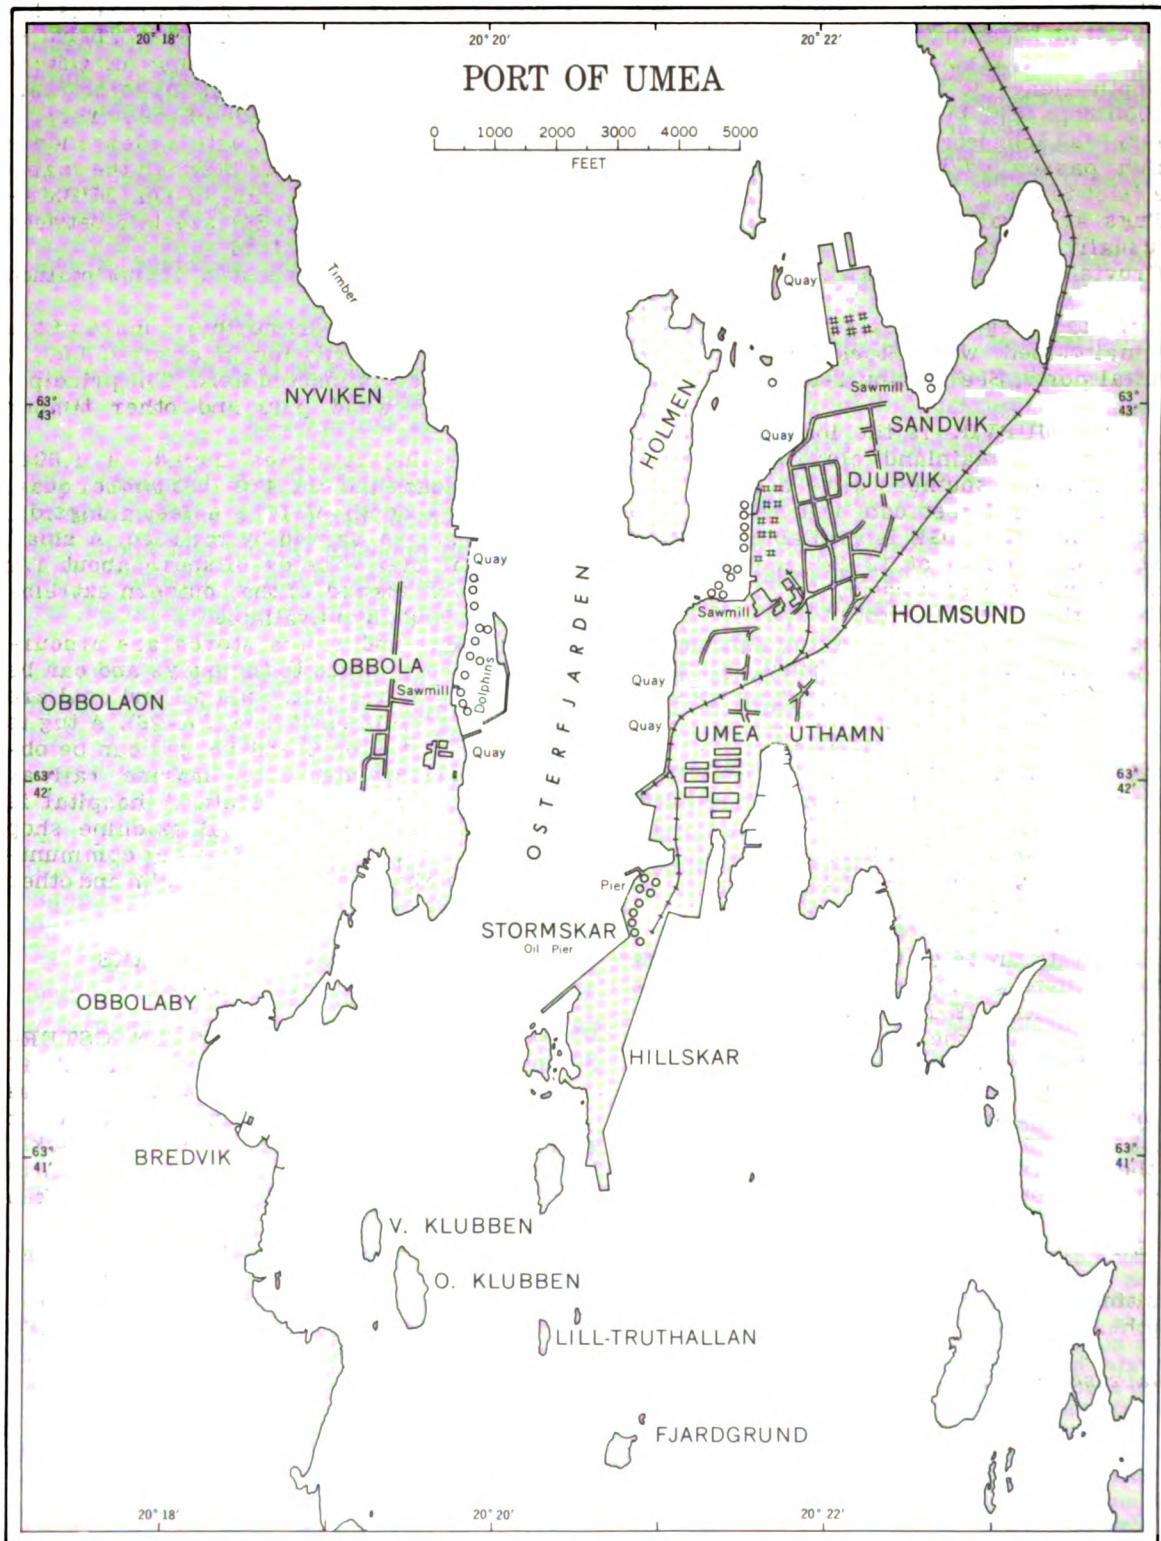 20° 18'
20° 20'
20° 22'
PORT OF UMEA
0 1000 2000 3000 4000 5000
FEET
Timber
Quay
NYVIKEN
HOLMEN
Sawmill
63°
43'
63°
43'
SANDVIK
Quay
DJUPVIK
Quay
OSTERFJARDEN
Sawmill
HOLMSUND
OBBOLA
Dolphins
Sawmill
OBBOLAON
Quay
Quay
UMEA UTHAMN
Quay
63°
42'
63°
42'
Pier
STORMSKAR
Oil Pier
OBBOLABY
HILLSKAR
63°
41'
63°
41'
BREDVIK
V. KLUBBEN
O. KLUBBEN
LILL-TRUTHALLAN
FJARDGRUND
20° 18'
20° 20'
20° 22'